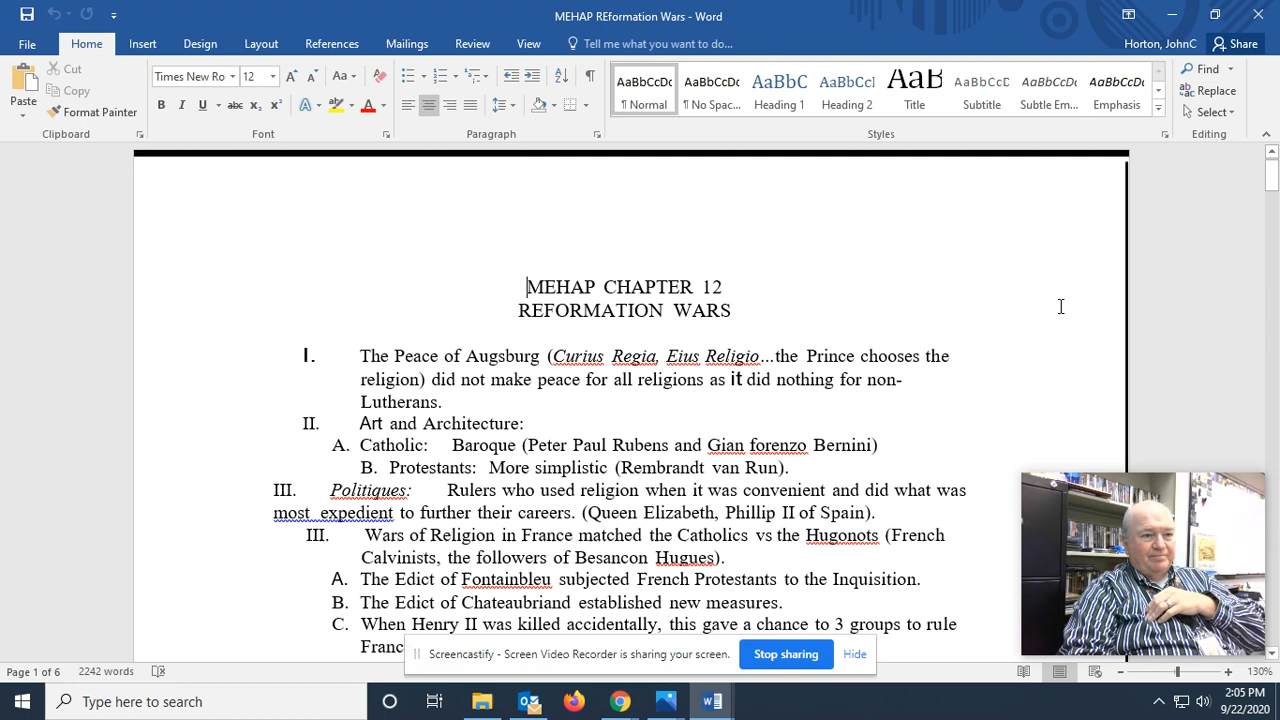 MEHAP REformation Wars - Word
Horton, JohnC
Share
File Home Insert Design Layout References Mailings Review View Tell me what you want to do...
Paste
Cut
Copy
Format Painter
Clipboard
Times New Ro 12
Font
Paragraph
AaBbCcDc AaBbCcDc AaBbC AaBbCcC AaB AaBbCcD AaBbCcDc AaBbCcDc
¶ Normal ¶ No Spac... Heading 1 Heading 2 Title Subtitle Subtle Em... Emphasis
Styles
Find
Replace
Select
Editing
MEHAP CHAPTER 12
REFORMATION WARS
I. The Peace of Augsburg (Curius Regia, Eius Religio...the Prince chooses the
religion) did not make peace for all religions as it did nothing for non-
Lutherans.
II. Art and Architecture:
A. Catholic: Baroque (Peter Paul Rubens and Gian forenzo Bernini)
B. Protestants: More simplistic (Rembrandt van Run).
III. Politiques: Rulers who used religion when it was convenient and did what was
most expedient to further their careers. (Queen Elizabeth, Phillip II of Spain).
III. Wars of Religion in France matched the Catholics vs the Hugonots (French
Calvinists, the followers of Besancon Hugues).
A. The Edict of Fontainbleu subjected French Protestants to the Inquisition.
B. The Edict of Chateaubriand established new measures.
C. When Henry II was killed accidentally, this gave a chance to 3 groups to rule
Franc
Screencastify - Screen Video Recorder is sharing your screen. Stop sharing Hide
Page 1 of 6 2242 words 130%
Type here to search
2:05 PM
9/22/2020